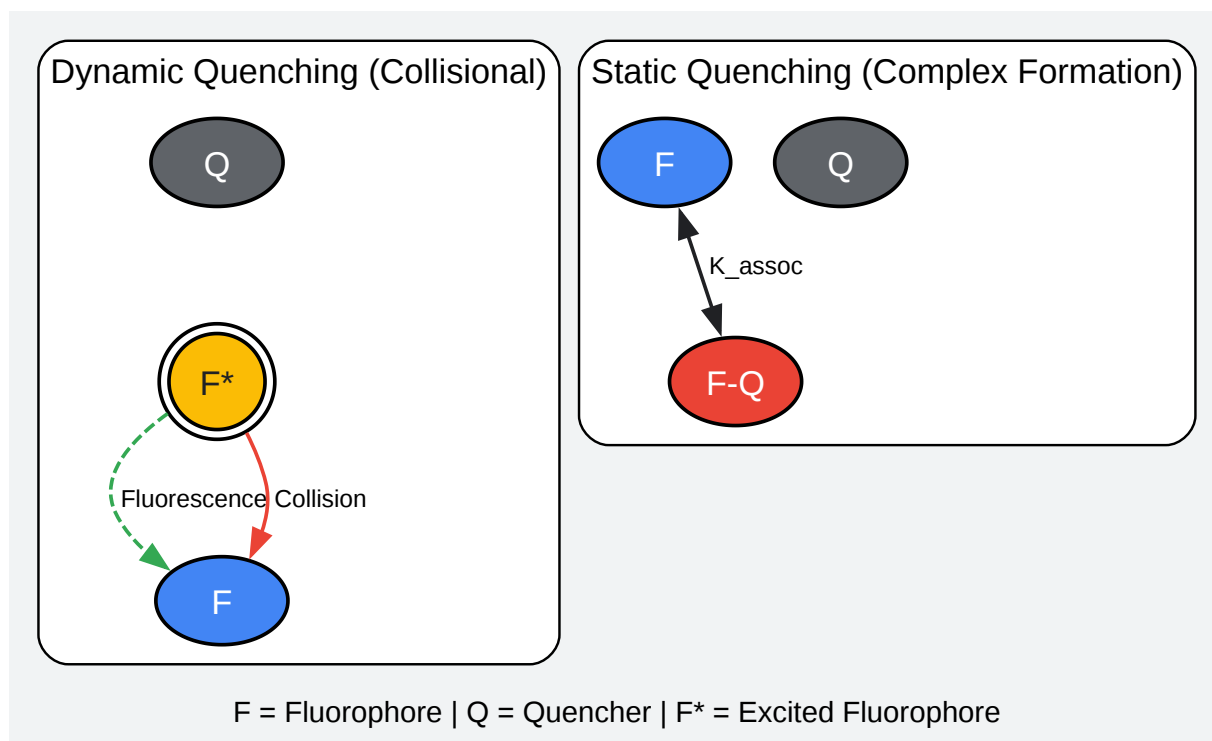 Dynamic Quenching (Collisional)
Q
F*
Fluorescence
Collision
F
Static Quenching (Complex Formation)
F
Q
K_assoc
F-Q
F = Fluorophore | Q = Quencher | F* = Excited Fluorophore